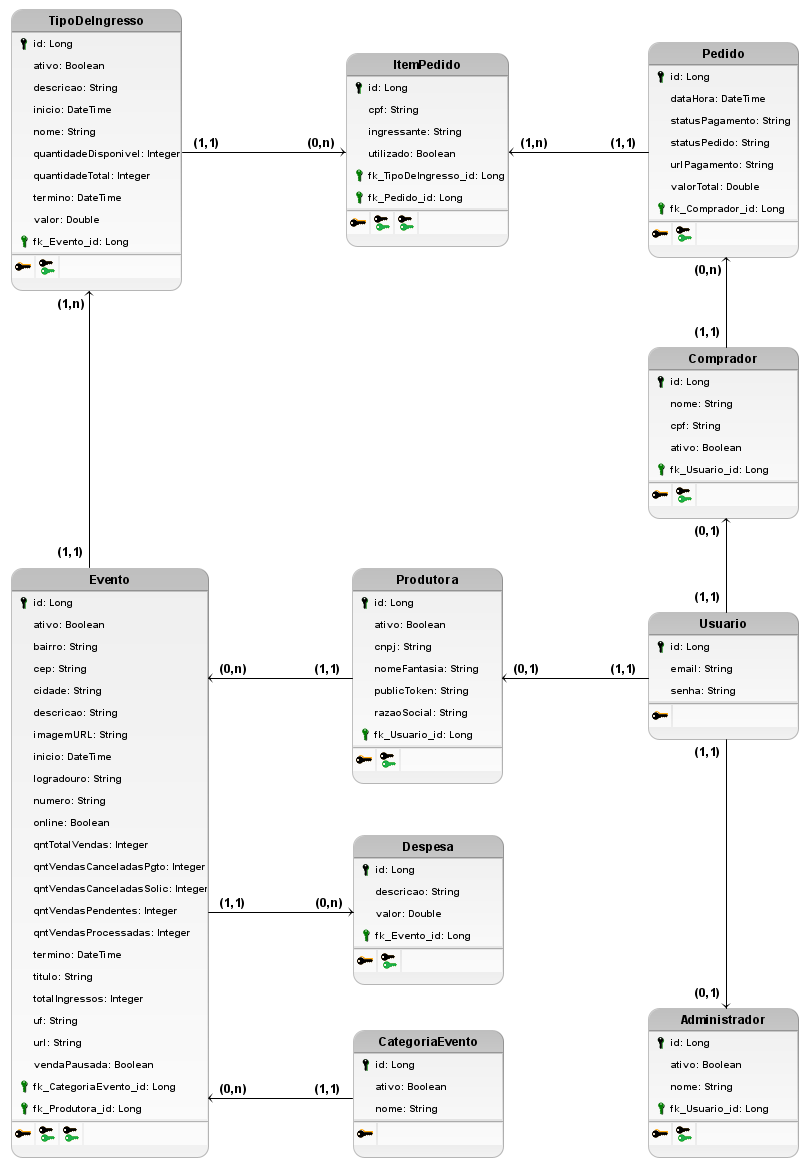 TipoDeIngresso
id: Long
ativo: Boolean
descricao: String
inicio: DateTime
nome: String
quantidadeDisponivel: Integer
quantidadeTotal: Integer
termino: DateTime
valor: Double
fk_Evento_id: Long
(1,1)
(0,n)
ItemPedido
id: Long
cpf: String
ingressante: String
utilizado: Boolean
fk_TipoDeIngresso_id: Long
fk_Pedido_id: Long
(1,n)
(1,1)
Pedido
id: Long
dataHora: DateTime
statusPagamento: String
statusPedido: String
urlPagamento: String
valorTotal: Double
fk_Comprador_id: Long
(0,n)
(1,1)
Comprador
id: Long
nome: String
cpf: String
ativo: Boolean
fk_Usuario_id: Long
(0,1)
(1,1)
(1,n)
(1,1)
Evento
id: Long
ativo: Boolean
bairro: String
cep: String
cidade: String
descricao: String
imagemURL: String
inicio: DateTime
logradouro: String
numero: String
online: Boolean
qntTotalVendas: Integer
qntVendasCanceladasPgto: Integer
qntVendasCanceladasSolic: Integer
qntVendasPendentes: Integer
qntVendasProcessadas: Integer
termino: DateTime
titulo: String
totalIngressos: Integer
uf: String
url: String
vendaPausada: Boolean
fk_CategoriaEvento_id: Long
fk_Produtora_id: Long
(0,n)
(1,1)
Produtora
id: Long
ativo: Boolean
cnpj: String
nomeFantasia: String
publicToken: String
razaoSocial: String
fk_Usuario_id: Long
(0,1)
(1,1)
Usuario
id: Long
email: String
senha: String
(1,1)
(1,1)
(0,n)
Despesa
id: Long
descricao: String
valor: Double
fk_Evento_id: Long
(0,1)
(0,n)
(1,1)
CategoriaEvento
id: Long
ativo: Boolean
nome: String
Administrador
id: Long
ativo: Boolean
nome: String
fk_Usuario_id: Long